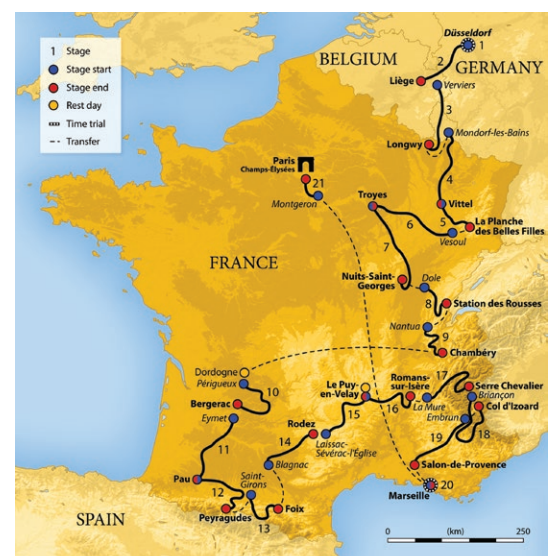 1 Stage
Stage start
Stage end
Rest day
Time trial
Transfer
Düsseldorf
1
2
BELGIUM
GERMANY
Liège
Verviers
3
Longwy
Mondorf-les-Bains
Paris
Champs-Élysées
21
Montgeron
4
Troyes
Vittel
5
La Planche
des Belles Filles
6
Vesoul
7
FRANCE
Nuits-Saint-
Georges
Dole
8
Station des Rousses
Nantua
9
Chambéry
Dordogne
Périgueux
10
Bergerac
Eymet
11
Le Puy-
en-Velay
Romans-
sur-Isère
17
Serre Chevalier
La Mure
Briançon
Embrun
Col d'Izoard
16
15
Rodez
14
Laissac-
Sévérac-l'Église
19
18
Blagnac
Salon-de-Provence
Pau
12
Saint-
Girons
Marseille
20
Peyragudes
13
Foix
SPAIN
0 (km) 250